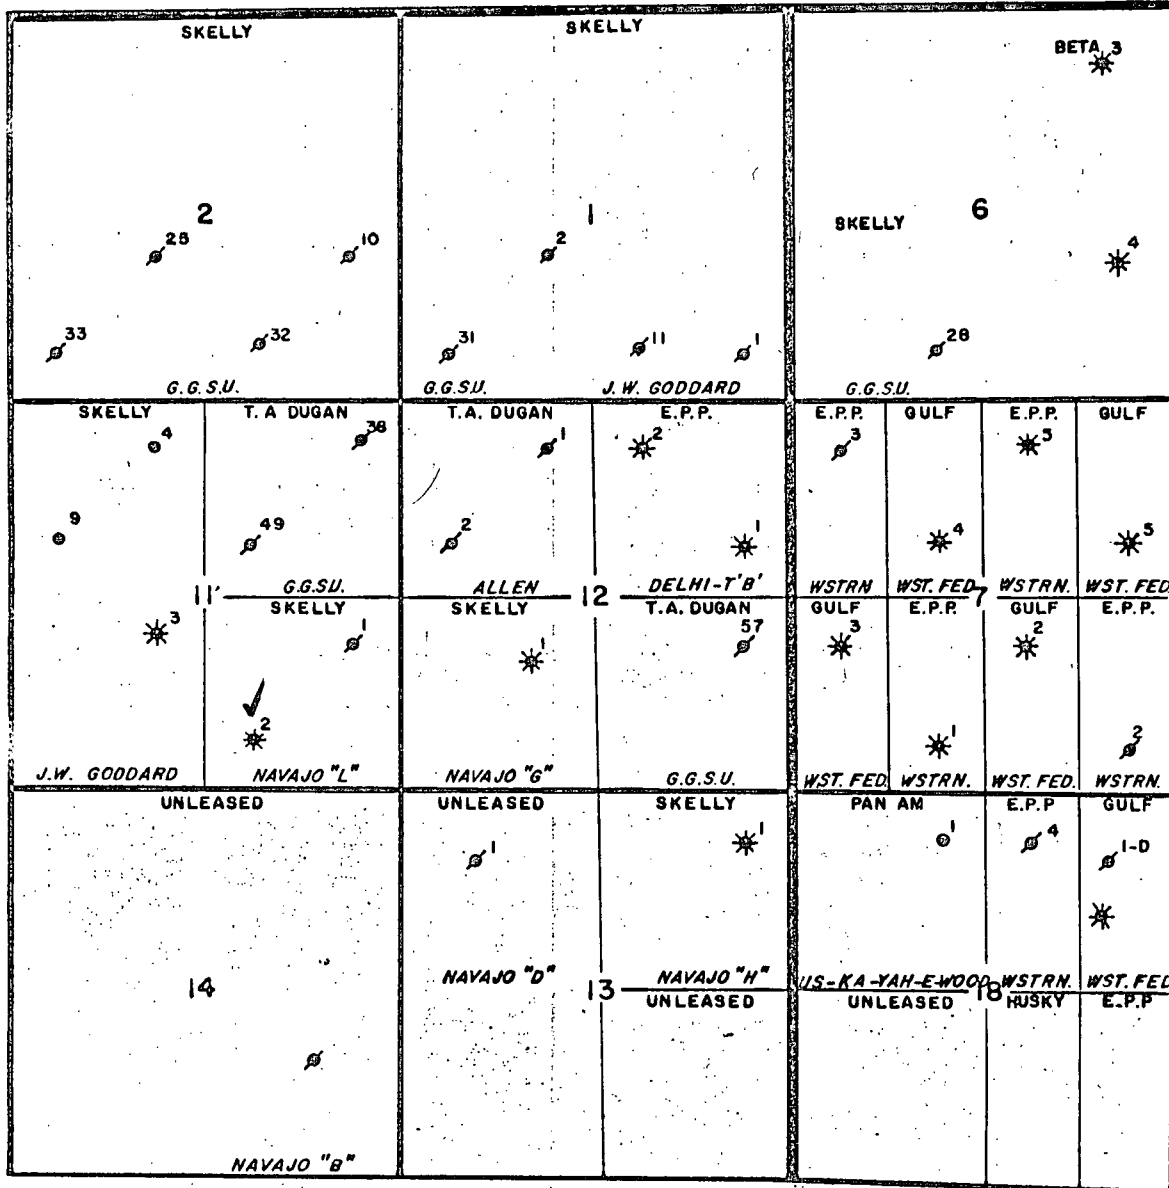 SKELLY
SKELLY
BETA 3
2
28
10
33
32
G.G.S.U.
1
2
31
11
1
G.G.S.U.
J.W. GODDARD
SKELLY
6
4
28
G.G.S.U.
SKELLY
4
9
3
J.W. GODDARD
11
T. A DUGAN
38
49
G.G.S.U.
SKELLY
1
2
NAVAJO "L"
T.A. DUGAN
1
2
ALLEN
12
E.P.P.
2
1
DELHI-T'B'
SKELLY
1
NAVAJO "G"
T.A. DUGAN
57
G.G.S.U.
E.P.P.
3
WSTRN
GULF
4
WST. FED.
7
E.P.P.
5
WSTRN.
GULF
5
WST. FED.
GULF
3
WST. FED.
E.P.P.
1
WSTRN.
GULF
2
WST. FED.
E.P.P.
2
WSTRN.
UNLEASED
14
NAVAJO "B"
UNLEASED
1
NAVAJO "D"
13
SKELLY
1
NAVAJO "H"
UNLEASED
PAN AM
1
US-KA-YAH-E-WOOD
18
E.P.P
4
WSTRN.
GULF
1-D
WST. FED
UNLEASED
HUSKY
E.P.P